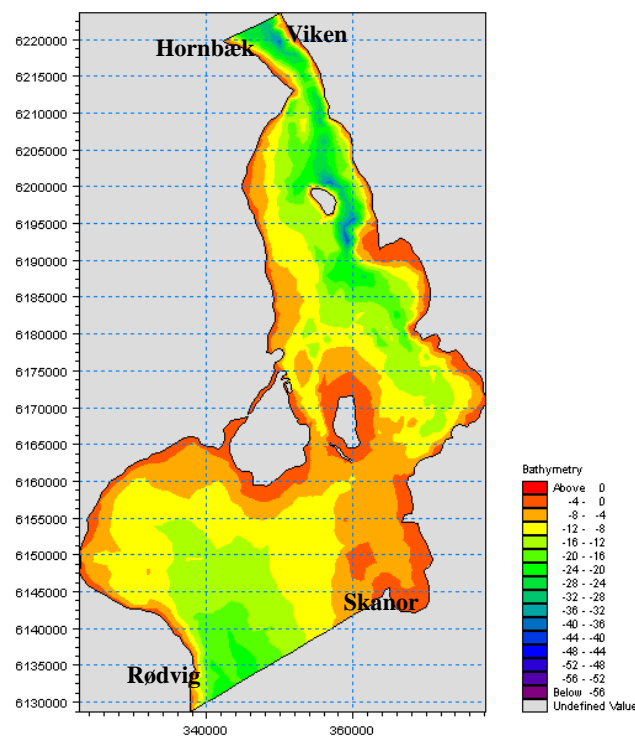 6220000
6215000
6210000
6205000
6200000
6195000
6190000
6185000
6180000
6175000
6170000
6165000
6160000
6155000
6150000
6145000
6140000
6135000
6130000
340000 360000
Hornbæk
Viken
Skanor
Rødvig
Bathymetry
Above 0
-4 - 0
-8 - -4
-12 - -8
-16 - -12
-20 - -16
-24 - -20
-28 - -24
-32 - -28
-36 - -32
-40 - -36
-44 - -40
-48 - -44
-52 - -48
-56 - -52
Below -56
Undefined Value